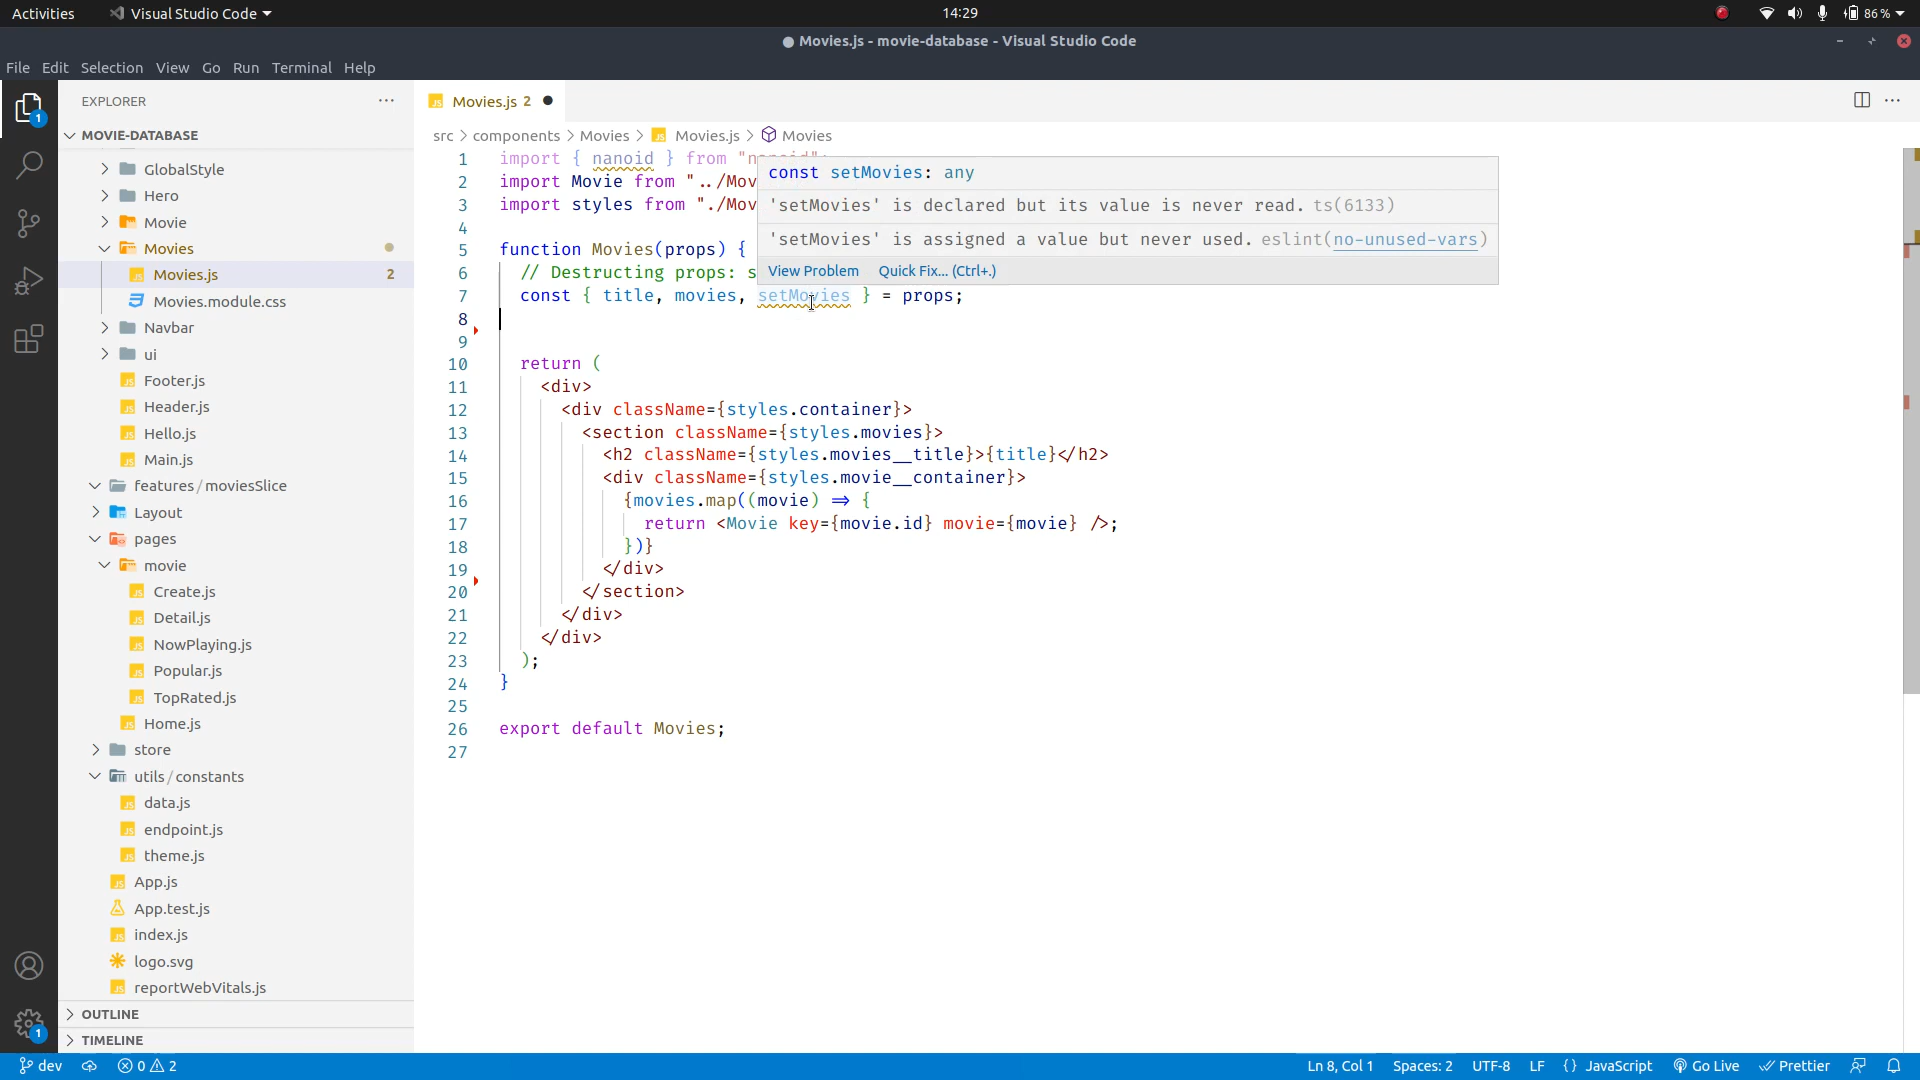 Activities
Visual Studio Code
14:29
86 %
● Movies.js - movie-database - Visual Studio Code
File Edit Selection View Go Run Terminal Help
EXPLORER
MOVIE-DATABASE
GlobalStyle
Hero
Movie
Movies
Movies.js 2
Movies.module.css
Navbar
ui
Footer.js
Header.js
Hello.js
Main.js
features / moviesSlice
Layout
pages
movie
Create.js
Detail.js
NowPlaying.js
Popular.js
TopRated.js
Home.js
store
utils / constants
data.js
endpoint.js
theme.js
App.js
App.test.js
index.js
logo.svg
reportWebVitals.js
OUTLINE
TIMELINE
1
1
Movies.js 2 ●
src > components > Movies > Movies.js > Movies
1 import { nanoid } from "nanoid";
2 import Movie from "../Mov
3 import styles from "./Mov
4
5 function Movies(props) {
6 // Destructing props: s
7 const { title, movies, setMovies } = props;
8
9
10 return (
11 <div>
12 <div className={styles.container}>
13 <section className={styles.movies}>
14 <h2 className={styles.movies__title}>{title}</h2>
15 <div className={styles.movie__container}>
16 {movies.map((movie) => {
17 return <Movie key={movie.id} movie={movie} />;
18 })}
19 </div>
20 </section>
21 </div>
22 </div>
23 );
24 }
25
26 export default Movies;
27
const setMovies: any
'setMovies' is declared but its value is never read. ts(6133)
'setMovies' is assigned a value but never used. eslint(no-unused-vars)
View Problem Quick Fix... (Ctrl+.)
dev 0 2
Ln 8, Col 1 Spaces: 2 UTF-8 LF {} JavaScript Go Live Prettier